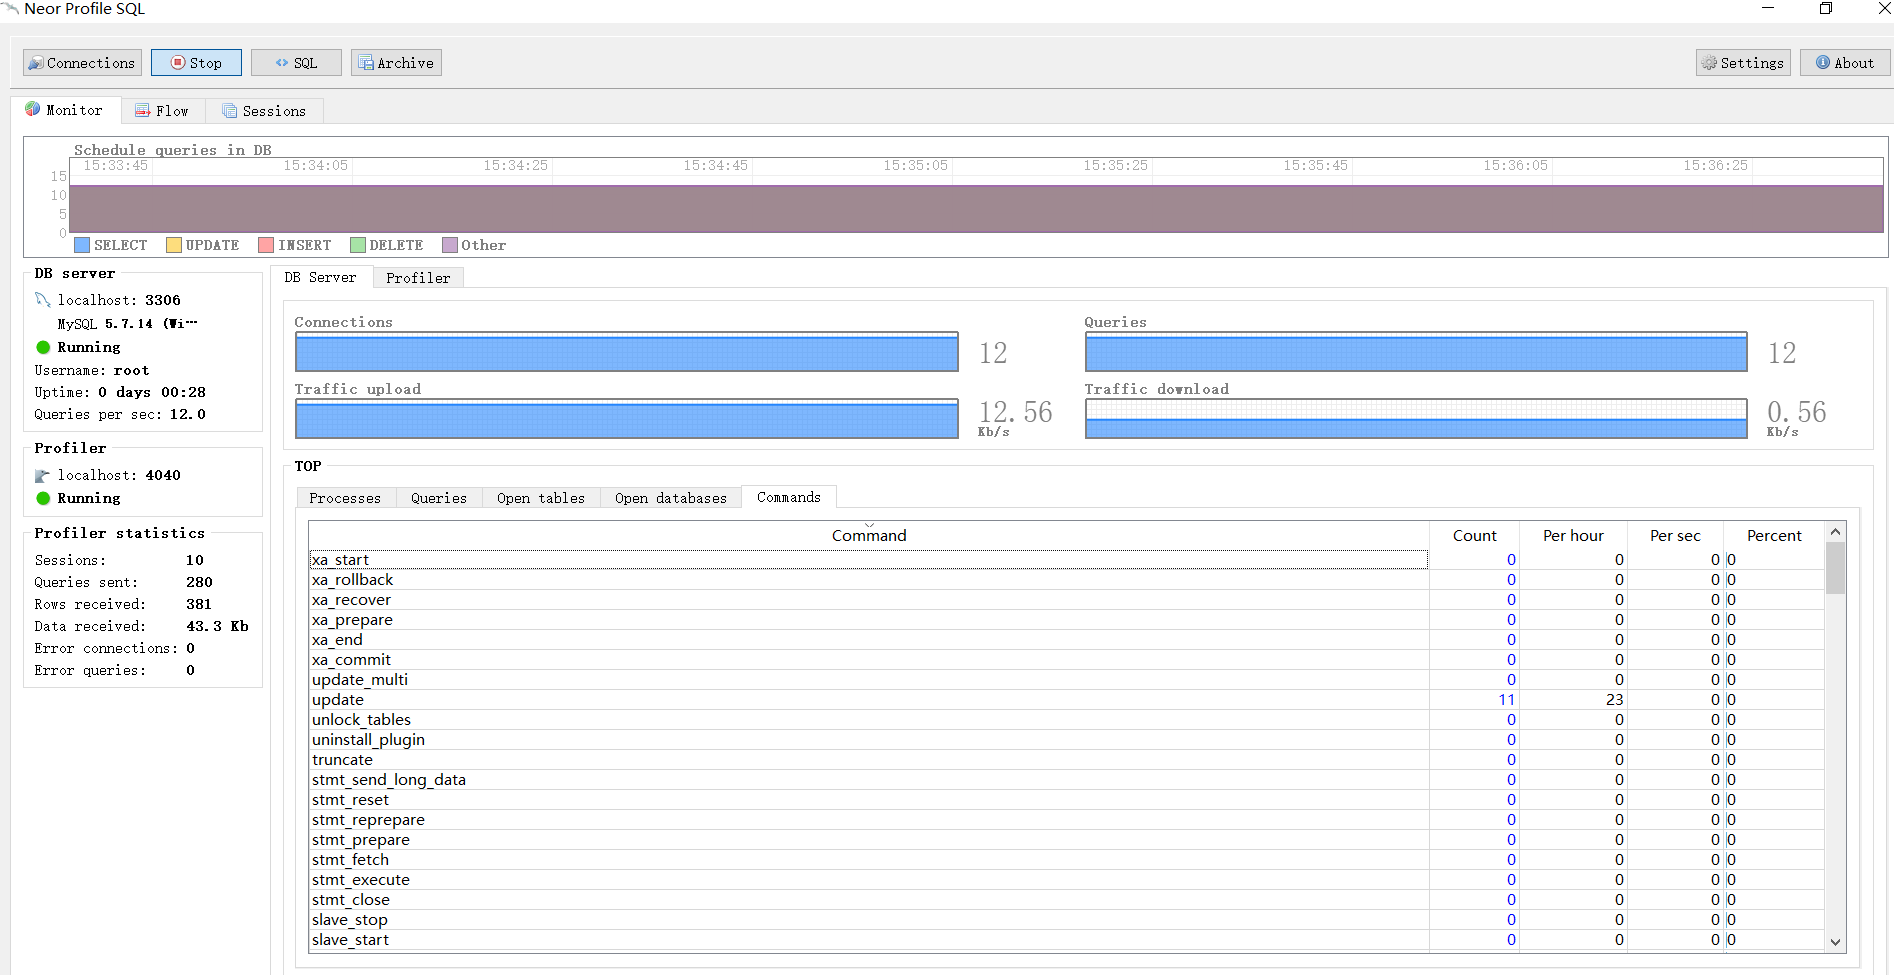 Neor Profile SQL
Connections Stop SQL Archive Settings About
Monitor Flow Sessions
Schedule queries in DB
15:33:45 15:34:05 15:34:25 15:34:45 15:35:05 15:35:25 15:35:45 15:36:05 15:36:25
15
10
5
0
SELECT UPDATE INSERT DELETE Other
DB server
localhost: 3306
MySQL 5.7.14 (Wi…
Running
Username: root
Uptime: 0 days 00:28
Queries per sec: 12.0
Profiler
localhost: 4040
Running
Profiler statistics
Sessions: 10
Queries sent: 280
Rows received: 381
Data received: 43.3 Kb
Error connections: 0
Error queries: 0
DB Server Profiler
Connections 12
Queries 12
Traffic upload 12.56 Kb/s
Traffic download 0.56 Kb/s
TOP
Processes Queries Open tables Open databases Commands
Command Count Per hour Per sec Percent
xa_start 0 0 0 0
xa_rollback 0 0 0 0
xa_recover 0 0 0 0
xa_prepare 0 0 0 0
xa_end 0 0 0 0
xa_commit 0 0 0 0
update_multi 0 0 0 0
update 11 23 0 0
unlock_tables 0 0 0 0
uninstall_plugin 0 0 0 0
truncate 0 0 0 0
stmt_send_long_data 0 0 0 0
stmt_reset 0 0 0 0
stmt_reprepare 0 0 0 0
stmt_prepare 0 0 0 0
stmt_fetch 0 0 0 0
stmt_execute 0 0 0 0
stmt_close 0 0 0 0
slave_stop 0 0 0 0
slave_start 0 0 0 0